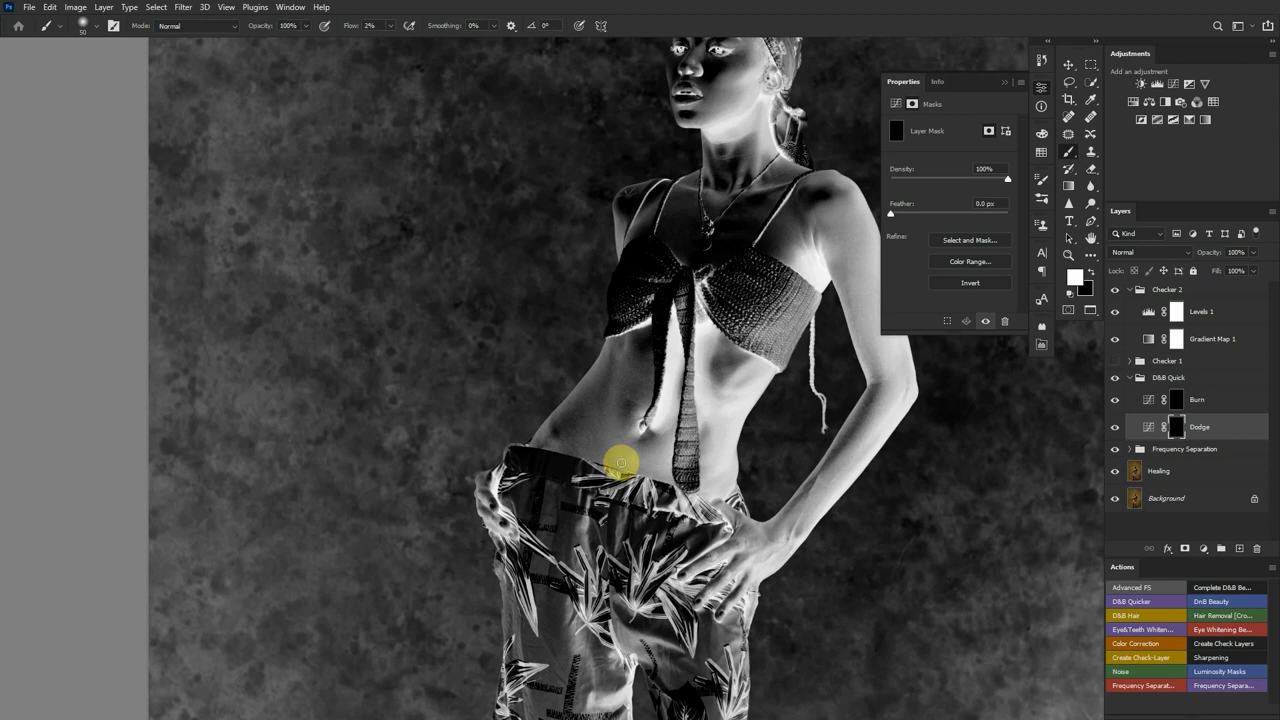 Ps File Edit Image Layer Type Select Filter 3D View Plugins Window Help
50 Mode: Normal Opacity: 100% Flow: 2% Smoothing: 0% 0°
Properties Info
Masks
Layer Mask
Density: 100%
Feather: 0.0 px
Refine: Select and Mask...
Color Range...
Invert
Adjustments
Add an adjustment
Layers
Kind
Normal Opacity: 100%
Lock: Fill: 100%
Checker 2
Levels 1
Gradient Map 1
Checker 1
D&B Quick
Burn
Dodge
Frequency Separation
Healing
Background
Actions
Advanced FS Complete D&B Be...
D&B Quicker DnB Beauty
D&B Hair Hair Removal [Cro...
Eye&Teeth Whiten... Eye Whitening Be...
Color Correction Create Check Layers
Create Check-Layer Sharpening
Noise Luminosity Masks
Frequency Separat... Frequency Separa...